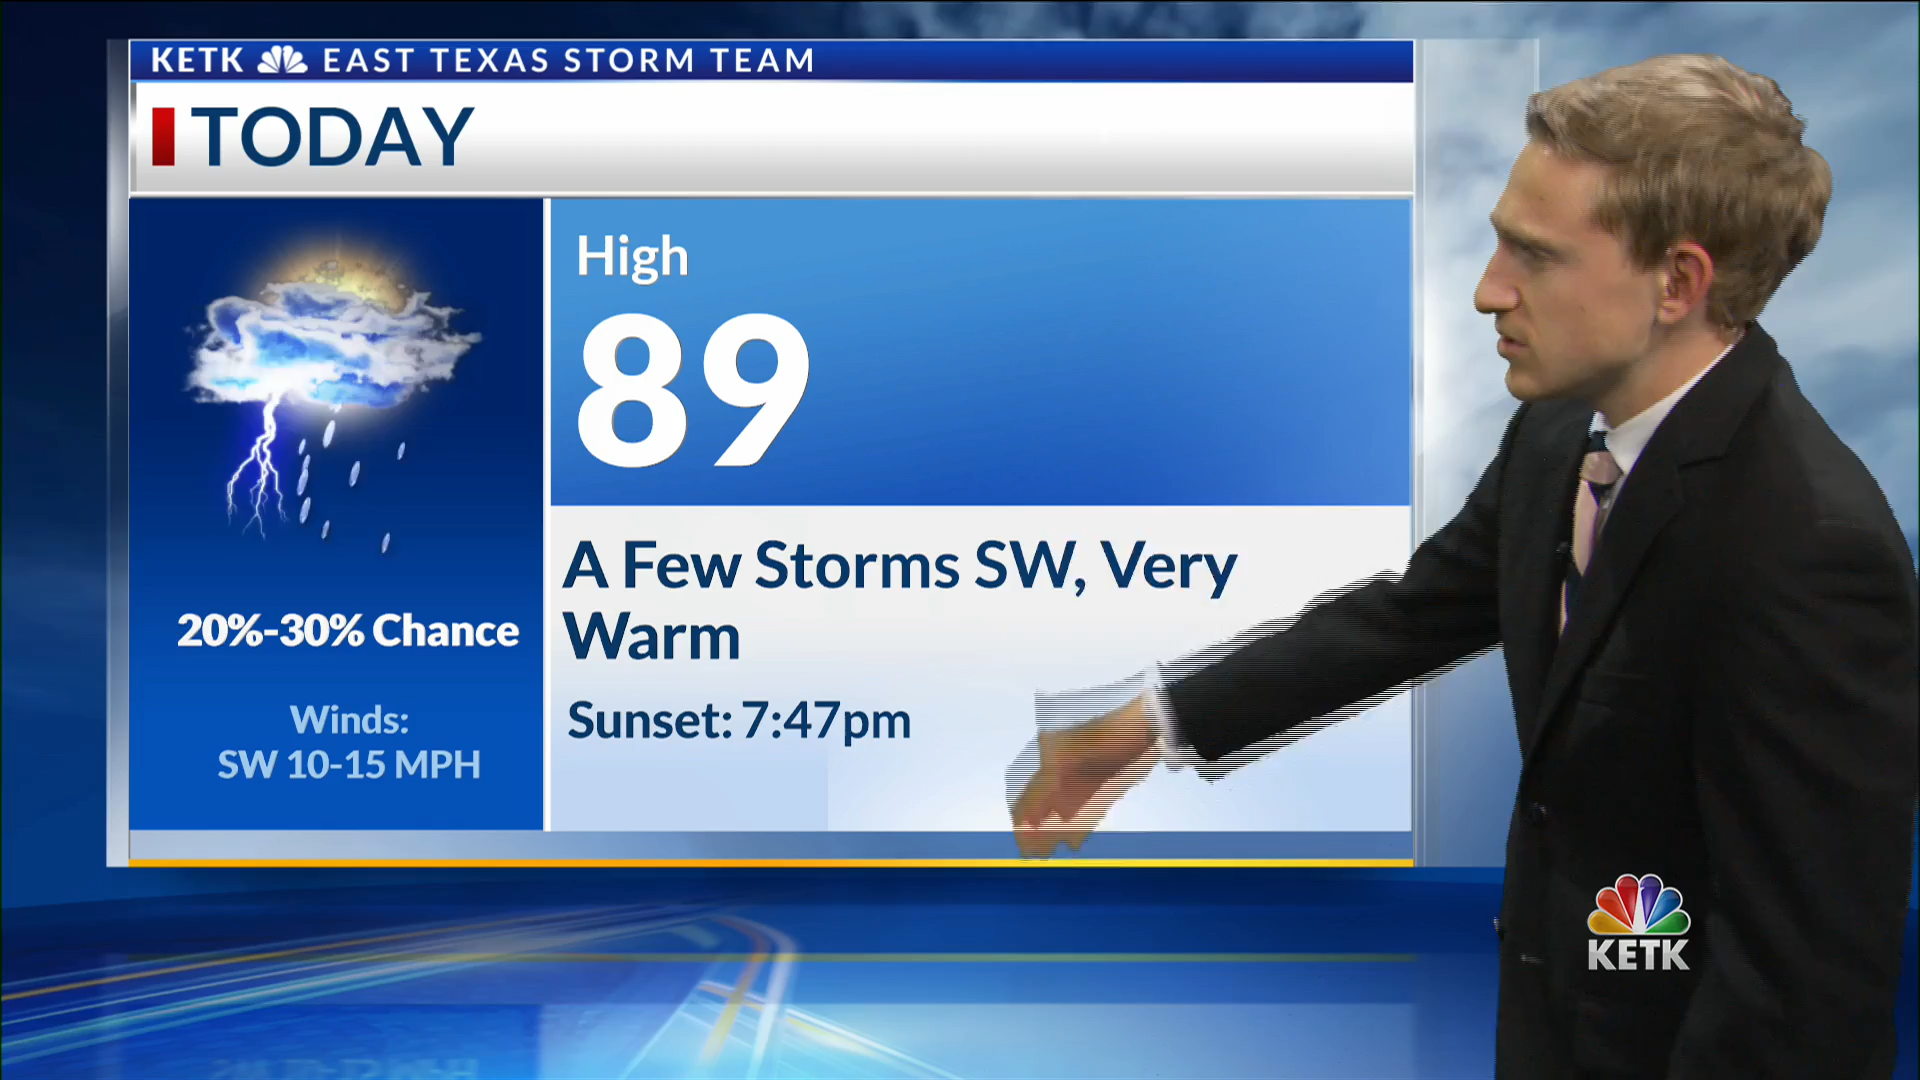 KETK EAST TEXAS STORM TEAM
TODAY
High
89
20%-30% Chance
Winds:
SW 10-15 MPH
A Few Storms SW, Very
Warm
Sunset: 7:47pm
KETK